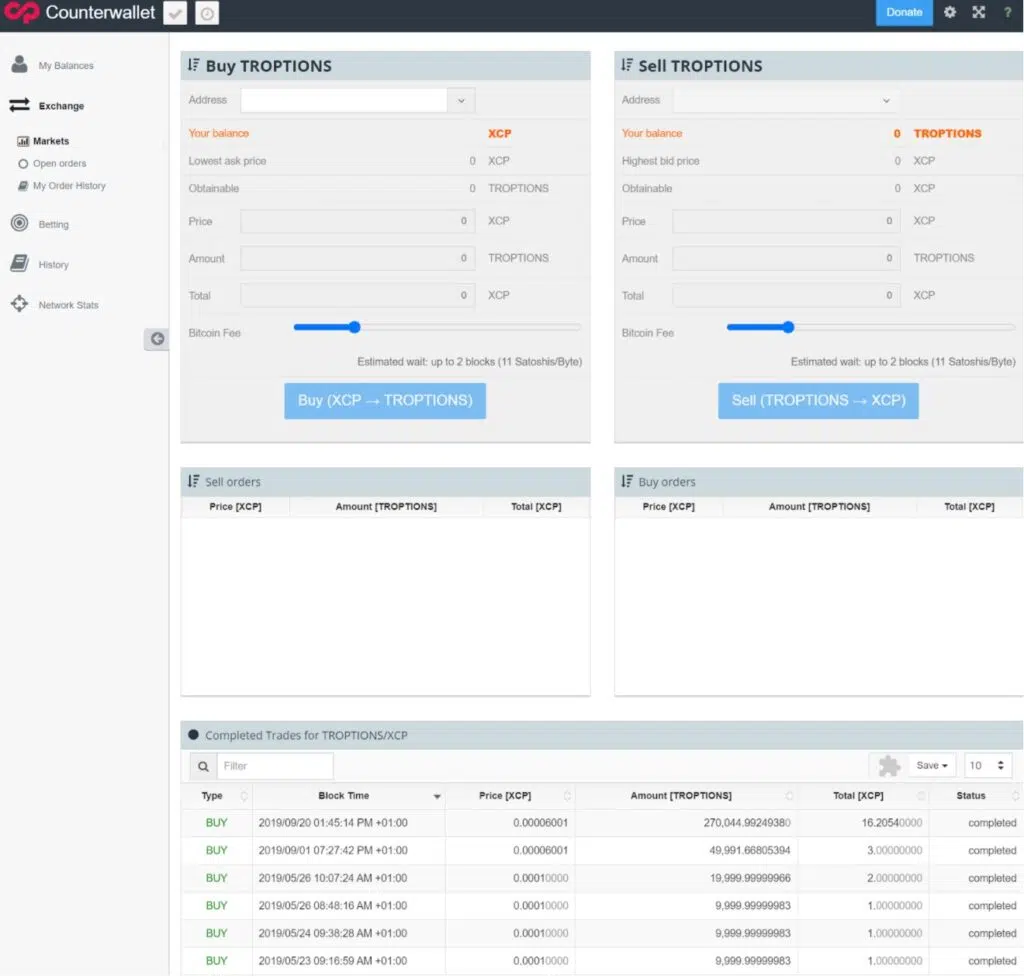 Counterwallet
Donate
?
My Balances
Exchange
Markets
Open orders
My Order History
Betting
History
Network Stats
Buy TROPTIONS
Address
Your balance XCP
Lowest ask price 0 XCP
Obtainable 0 TROPTIONS
Price 0 XCP
Amount 0 TROPTIONS
Total 0 XCP
Bitcoin Fee
Estimated wait: up to 2 blocks (11 Satoshis/Byte)
Buy (XCP → TROPTIONS)
Sell TROPTIONS
Address
Your balance 0 TROPTIONS
Highest bid price 0 XCP
Obtainable 0 XCP
Price 0 XCP
Amount 0 TROPTIONS
Total 0 XCP
Bitcoin Fee
Estimated wait: up to 2 blocks (11 Satoshis/Byte)
Sell (TROPTIONS → XCP)
Sell orders
Price [XCP] Amount [TROPTIONS] Total [XCP]
Buy orders
Price [XCP] Amount [TROPTIONS] Total [XCP]
Completed Trades for TROPTIONS/XCP
Filter Save 10
Type Block Time Price [XCP] Amount [TROPTIONS] Total [XCP] Status
BUY 2019/09/20 01:45:14 PM +01:00 0.00006001 270,044.99249380 16.20540000 completed
BUY 2019/09/01 07:27:42 PM +01:00 0.00006001 49,991.66805394 3.00000000 completed
BUY 2019/05/26 10:07:24 AM +01:00 0.00010000 19,999.99999966 2.00000000 completed
BUY 2019/05/26 08:48:16 AM +01:00 0.00010000 9,999.99999983 1.00000000 completed
BUY 2019/05/24 09:38:28 AM +01:00 0.00010000 9,999.99999983 1.00000000 completed
BUY 2019/05/23 09:16:59 AM +01:00 0.00010000 9,999.99999983 1.00000000 completed